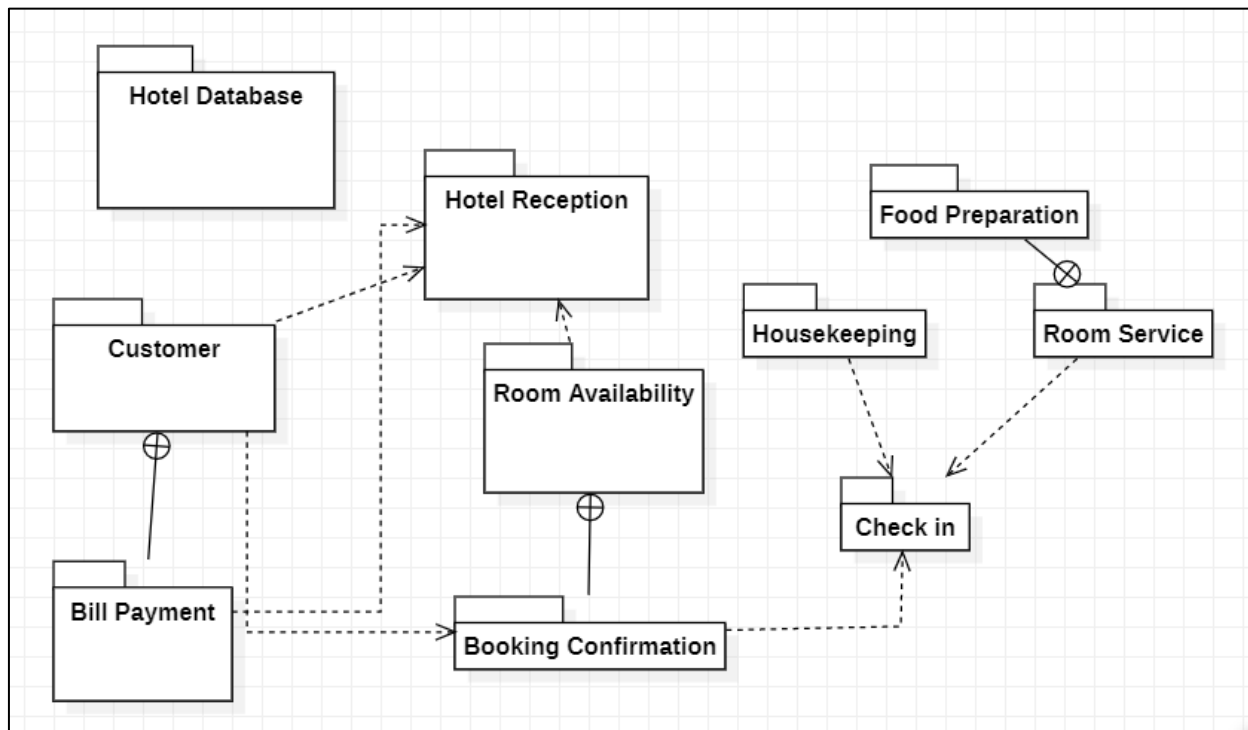 Hotel Database
Hotel Reception
Food Preparation
Housekeeping
Room Service
Customer
Room Availability
Check in
Bill Payment
Booking Confirmation